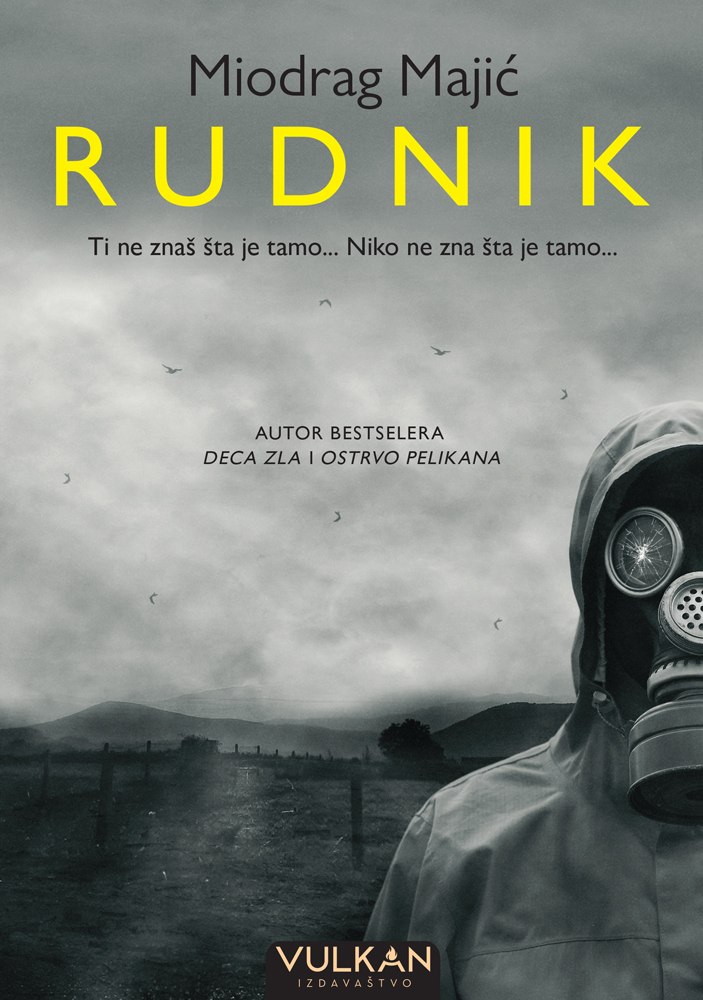 Miodrag Majić
RUDNIK
Ti ne znaš šta je tamo... Niko ne zna šta je tamo...
AUTOR BESTSELERA
DECA ZLA I OSTRVO PELIKANA
VULKAN
IZDAVAŠTVO